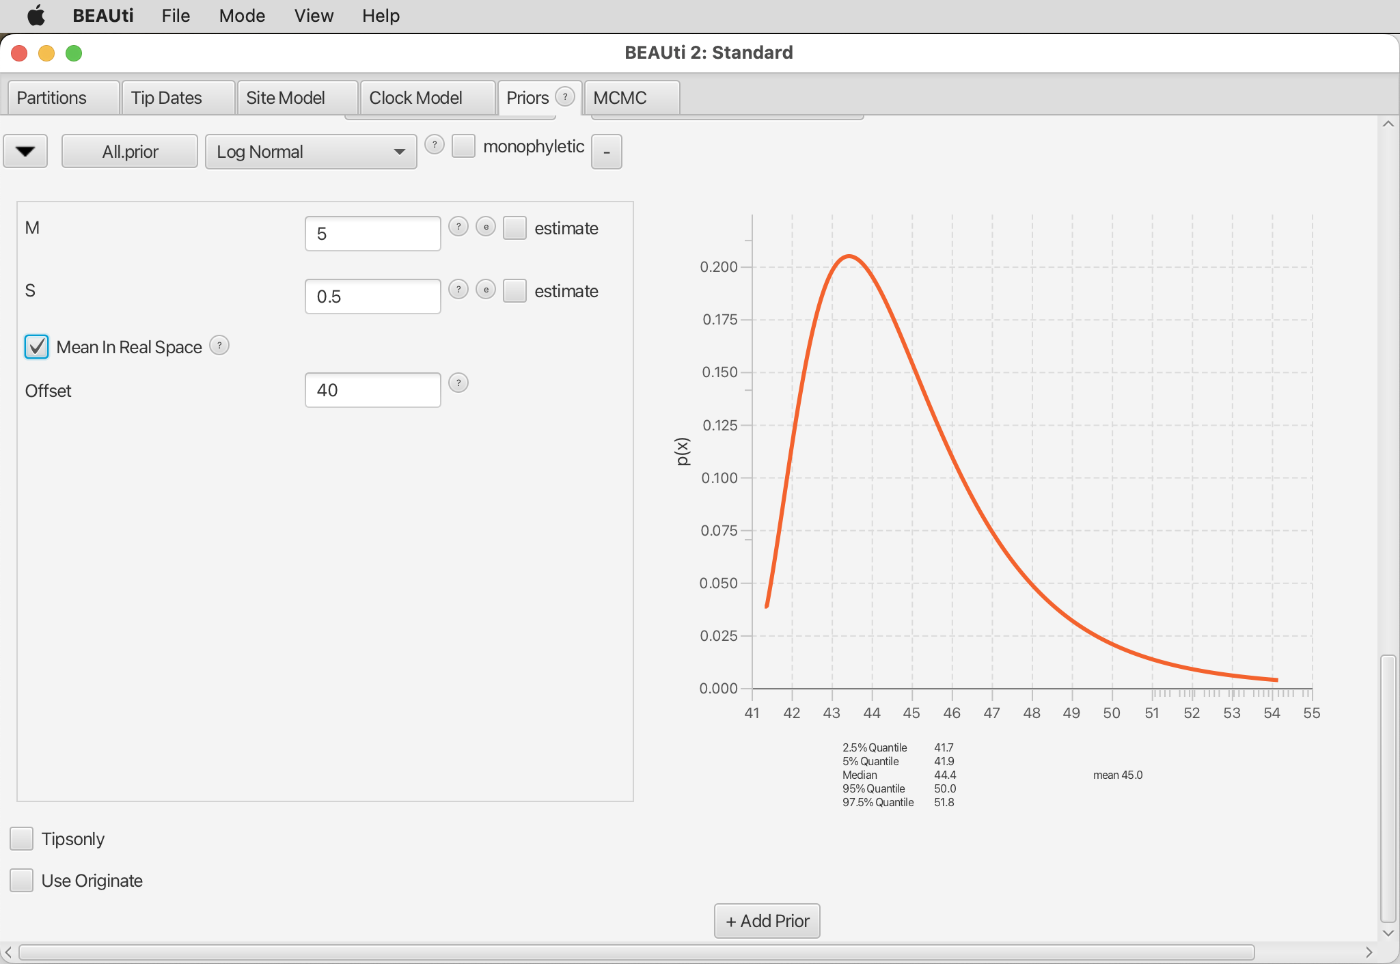 BEAUti File Mode View Help
BEAUti 2: Standard
Partitions Tip Dates Site Model Clock Model Priors ? MCMC
All.prior Log Normal ? monophyletic -
M 5 ? e estimate
S 0.5 ? e estimate
Mean In Real Space ?
Offset 40 ?
p(x)
0.200
0.175
0.150
0.125
0.100
0.075
0.050
0.025
0.000
41 42 43 44 45 46 47 48 49 50 51 52 53 54 55
2.5% Quantile 41.7
5% Quantile 41.9
Median 44.4
95% Quantile 50.0
97.5% Quantile 51.8
mean 45.0
Tipsonly
Use Originate
+ Add Prior